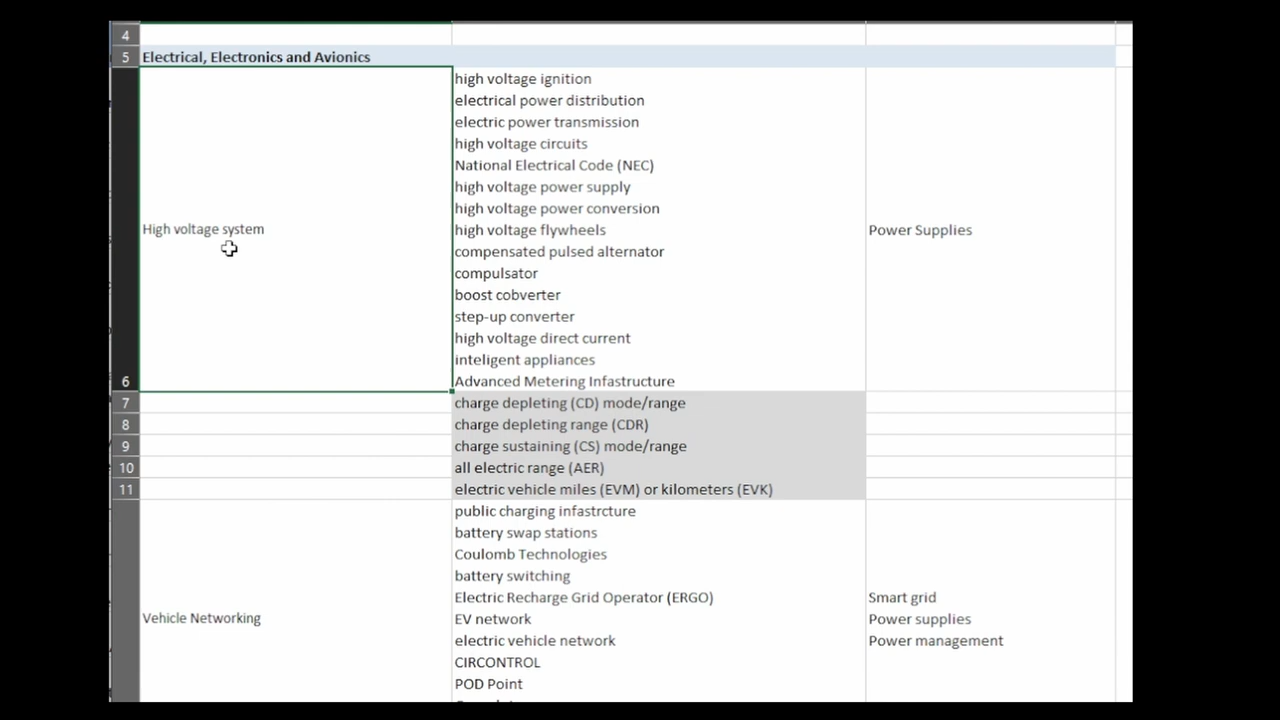 4
5 Electrical, Electronics and Avionics
high voltage ignition
electrical power distribution
electric power transmission
high voltage circuits
National Electrical Code (NEC)
high voltage power supply
high voltage power conversion
High voltage system high voltage flywheels Power Supplies
compensated pulsed alternator
compulsator
boost cobverter
step-up converter
high voltage direct current
inteligent appliances
6 Advanced Metering Infastructure
7 charge depleting (CD) mode/range
8 charge depleting range (CDR)
9 charge sustaining (CS) mode/range
10 all electric range (AER)
11 electric vehicle miles (EVM) or kilometers (EVK)
public charging infastrcture
battery swap stations
Coulomb Technologies
battery switching
Electric Recharge Grid Operator (ERGO) Smart grid
Vehicle Networking EV network Power supplies
electric vehicle network Power management
CIRCONTROL
POD Point